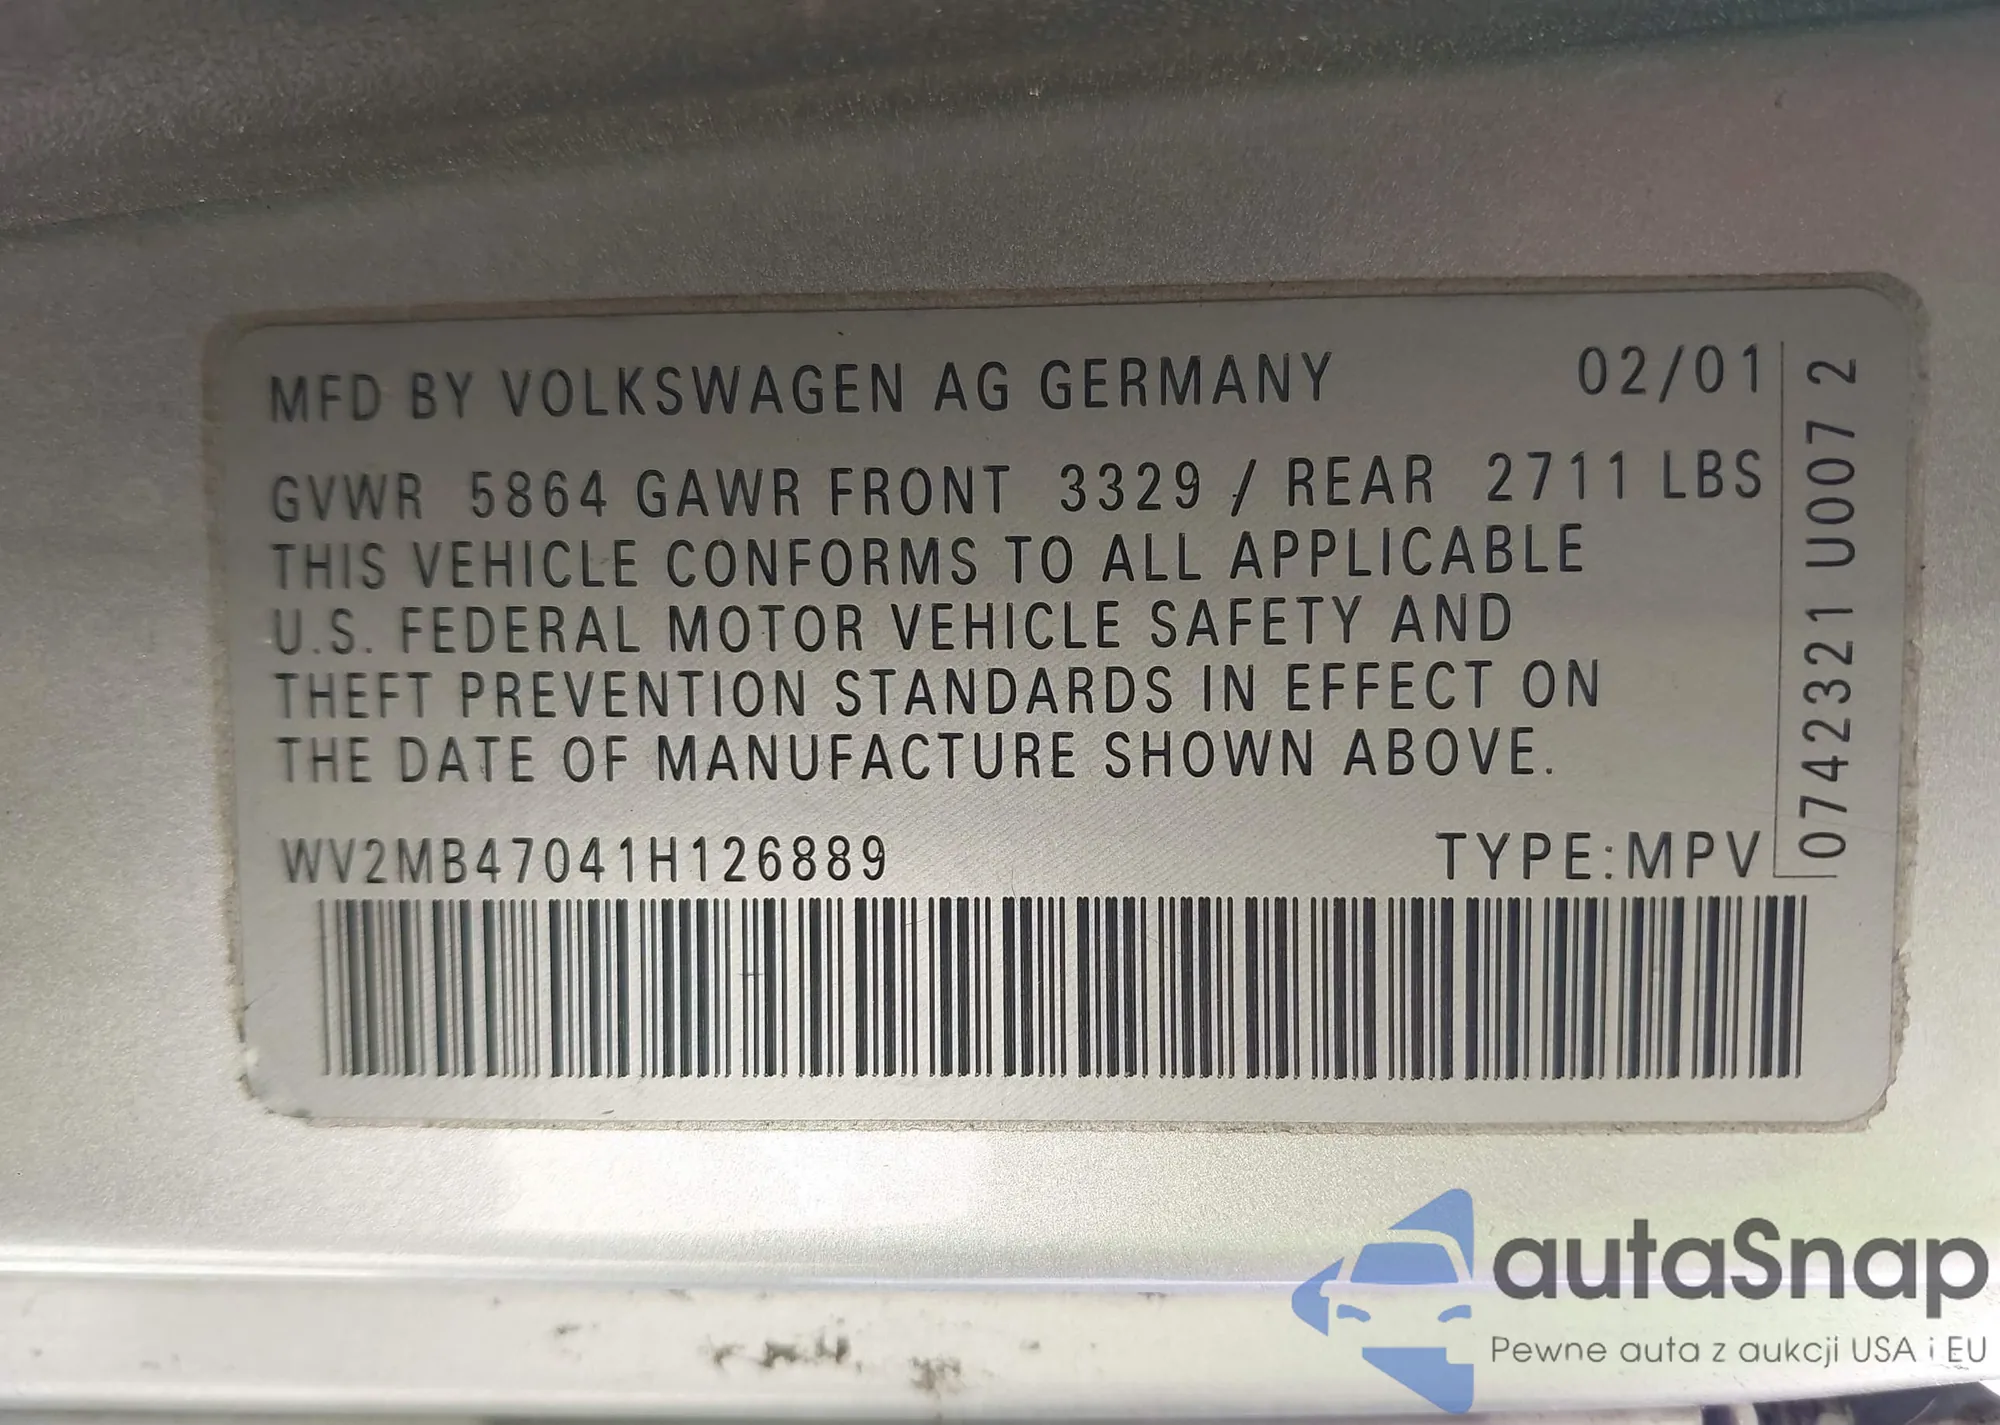 MFD BY VOLKSWAGEN AG GERMANY 02/01
GVWR 5864 GAWR FRONT 3329 / REAR 2711 LBS
THIS VEHICLE CONFORMS TO ALL APPLICABLE
U.S. FEDERAL MOTOR VEHICLE SAFETY AND
THEFT PREVENTION STANDARDS IN EFFECT ON
THE DATE OF MANUFACTURE SHOWN ABOVE.
WV2MB47041H126889 TYPE:MPV
0742321 U007 2
autaSnap
Pewne auta z aukcji USA i EU